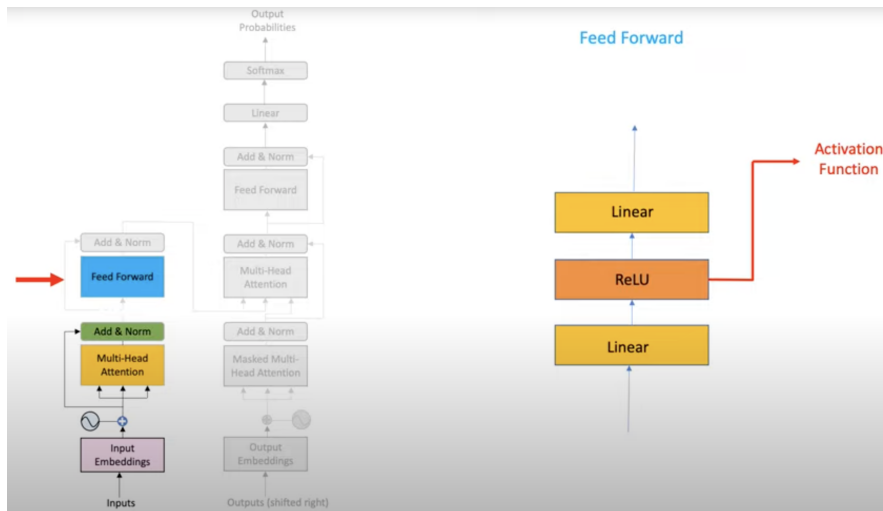 Output
Probabilities
Softmax
Linear
Add & Norm
Feed Forward
Add & Norm
Multi-Head
Attention
Add & Norm
Masked Multi-
Head Attention
Output
Embeddings
Outputs (shifted right)
Add & Norm
Feed Forward
Add & Norm
Multi-Head
Attention
Input
Embeddings
Inputs
Feed Forward
Linear
ReLU
Linear
Activation
Function